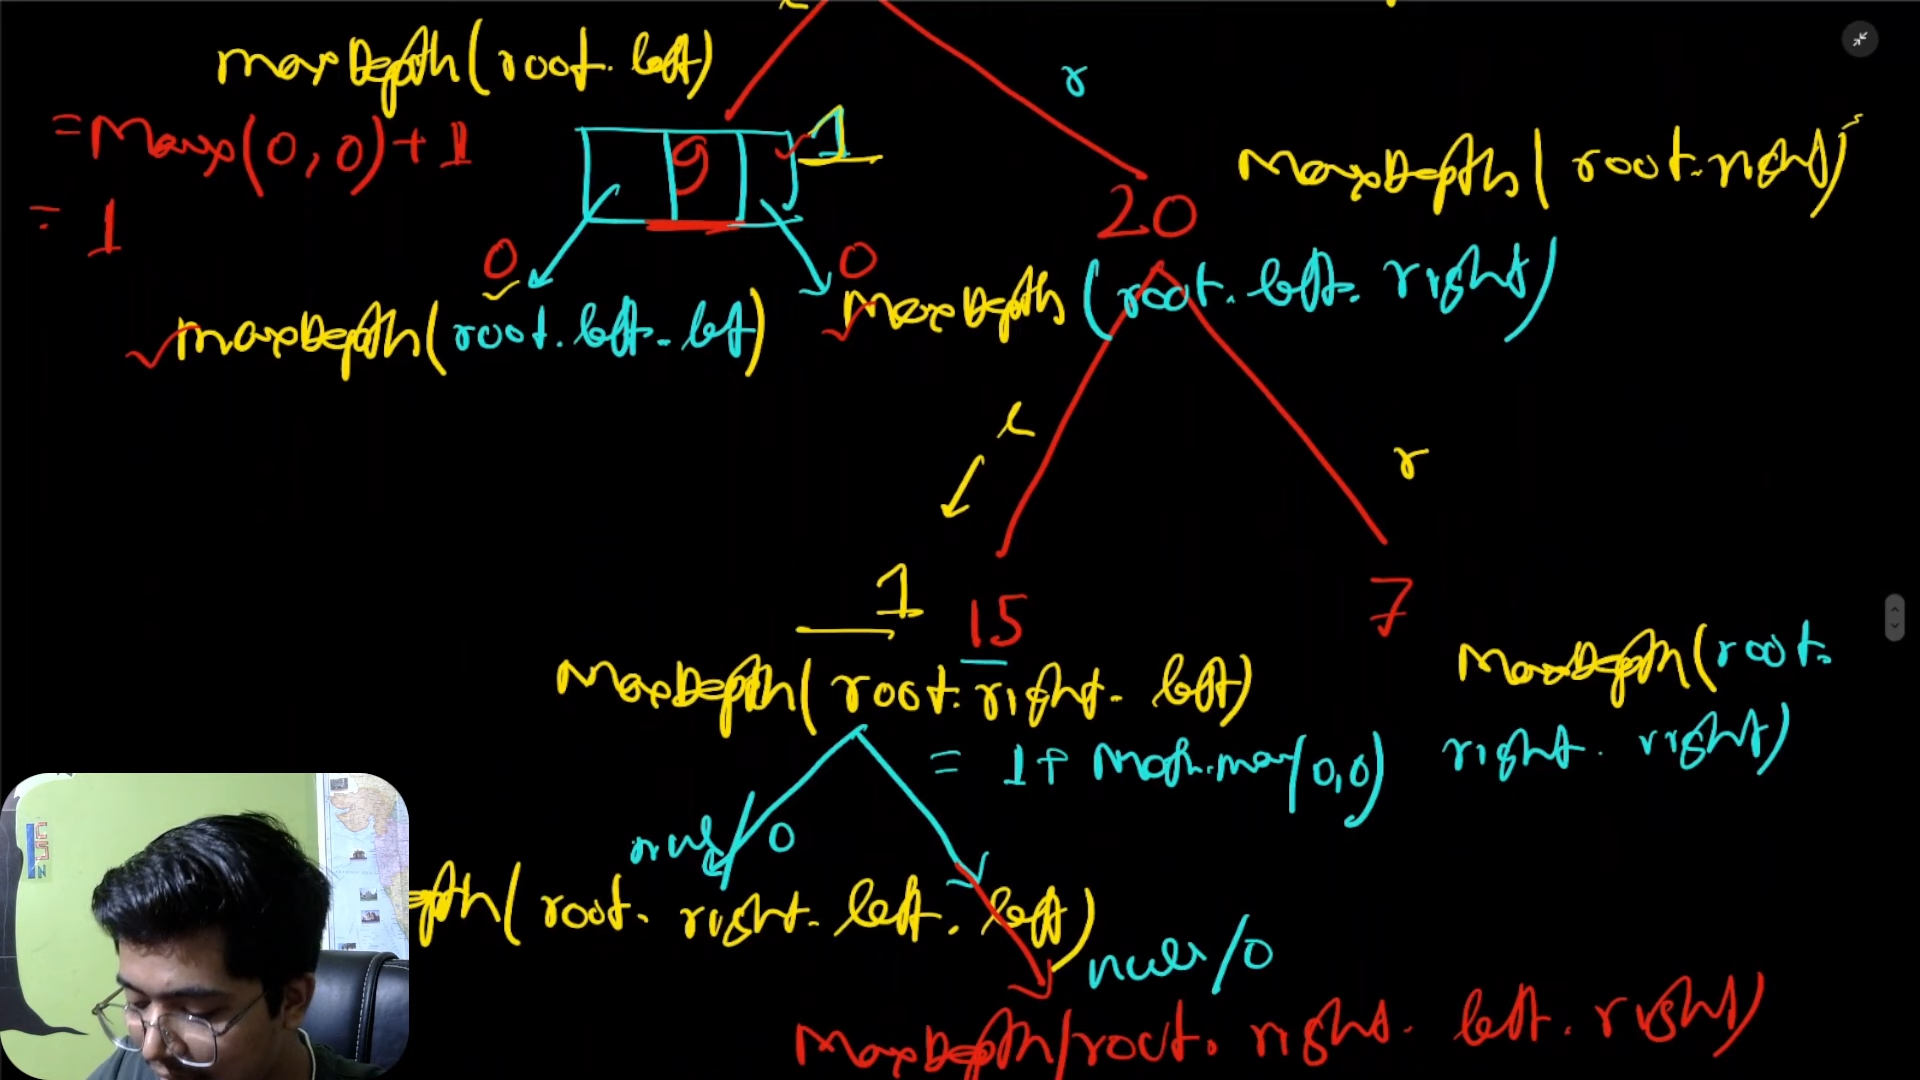 maxDepth(root.left)
r
= Max(0,0)+1
9
1
MaxDepth(root.right)
= 1
20
0
0
maxDepth(root.left.left)
MaxDepth(root.left.right)
l
r
1
15
7
MaxDepth(root.right.left)
MaxDepth(root.
right.right)
= 1+ Math.max(0,0)
null
0
pth(root.right.left.left)
null/0
MaxDepth(root.right.left.right)